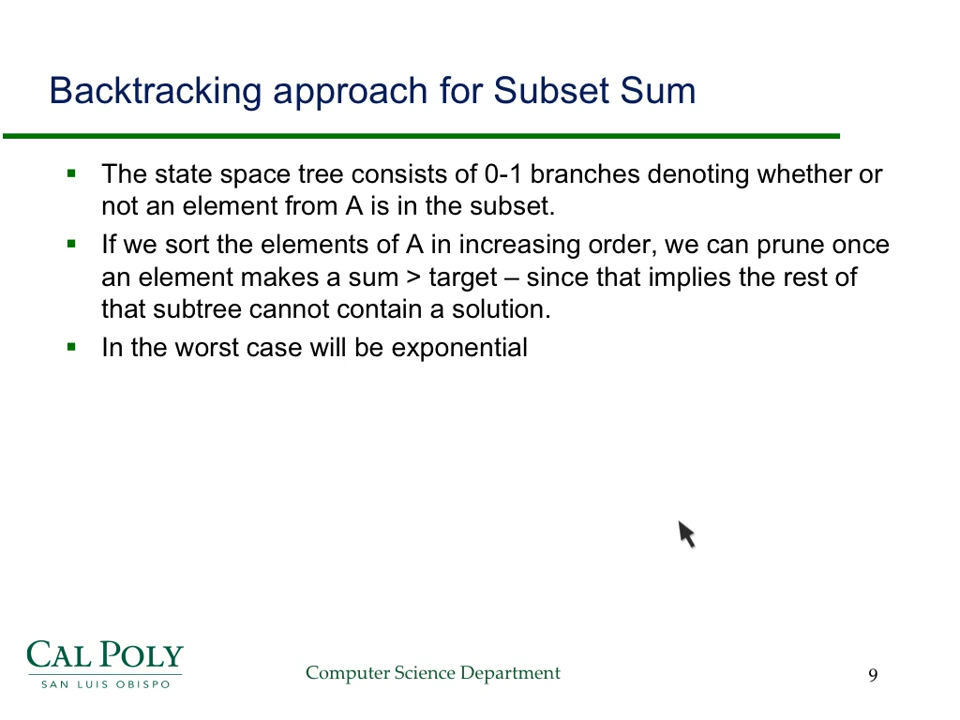 Backtracking approach for Subset Sum
The state space tree consists of 0-1 branches denoting whether or
not an element from A is in the subset.
If we sort the elements of A in increasing order, we can prune once
an element makes a sum > target – since that implies the rest of
that subtree cannot contain a solution.
In the worst case will be exponential
CAL POLY
SAN LUIS OBISPO
Computer Science Department
9